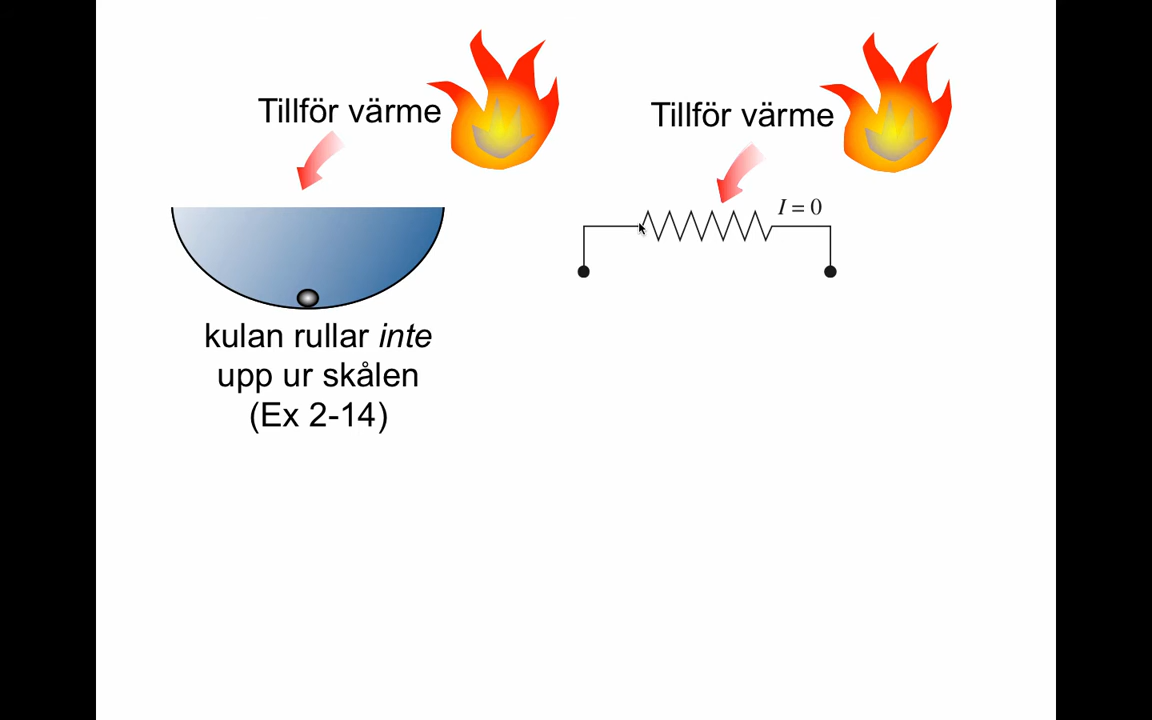 Tillför värme
Tillför värme
I = 0
kulan rullar inte
upp ur skålen
(Ex 2-14)